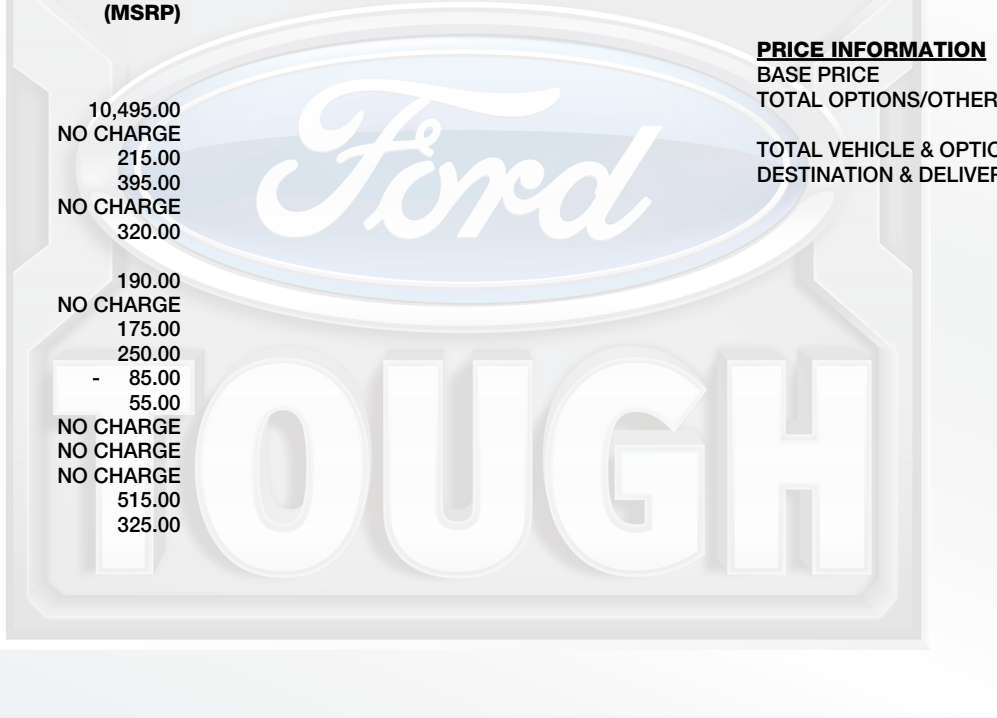 (MSRP)
10,495.00
NO CHARGE
215.00
395.00
NO CHARGE
320.00
190.00
NO CHARGE
175.00
250.00
- 85.00
55.00
NO CHARGE
NO CHARGE
NO CHARGE
515.00
325.00
PRICE INFORMATION
BASE PRICE
TOTAL OPTIONS/OTHER
TOTAL VEHICLE & OPTIO
DESTINATION & DELIVER
Ford
TOUGH